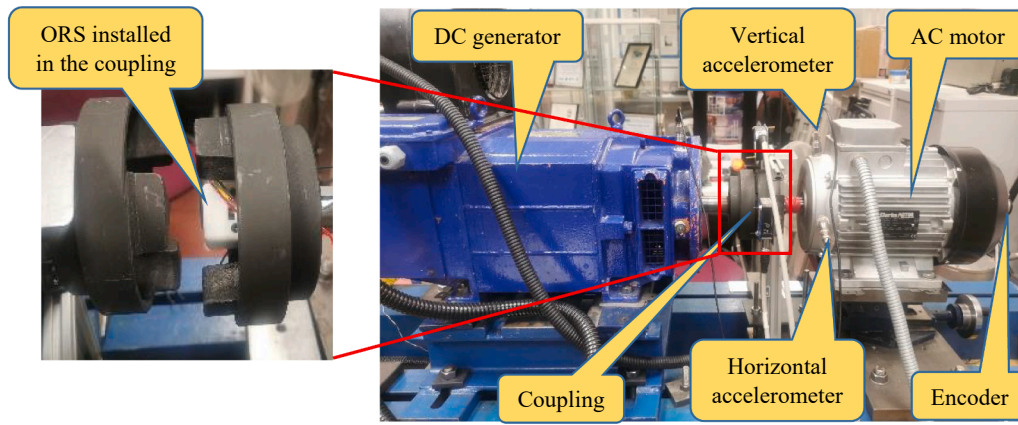 ORS installed
in the coupling
DC generator
Vertical
accelerometer
AC motor
Coupling
Horizontal
accelerometer
Encoder